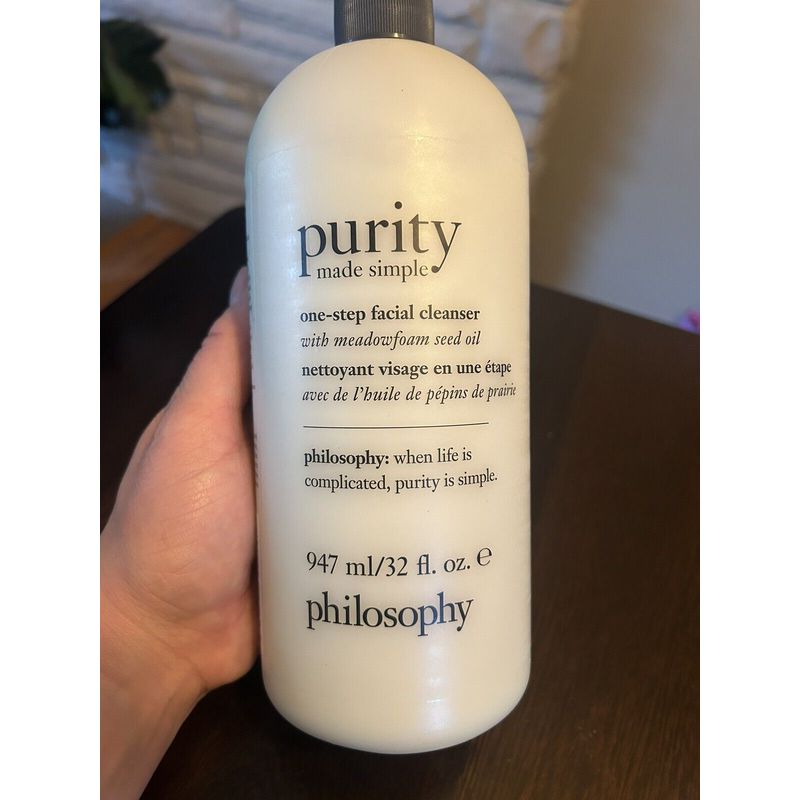 purity
made simple
one-step facial cleanser
with meadowfoam seed oil
nettoyant visage en une étape
avec de l'huile de pépins de prairie
philosophy: when life is
complicated, purity is simple.
947 ml/32 fl. oz. ℮
philosophy